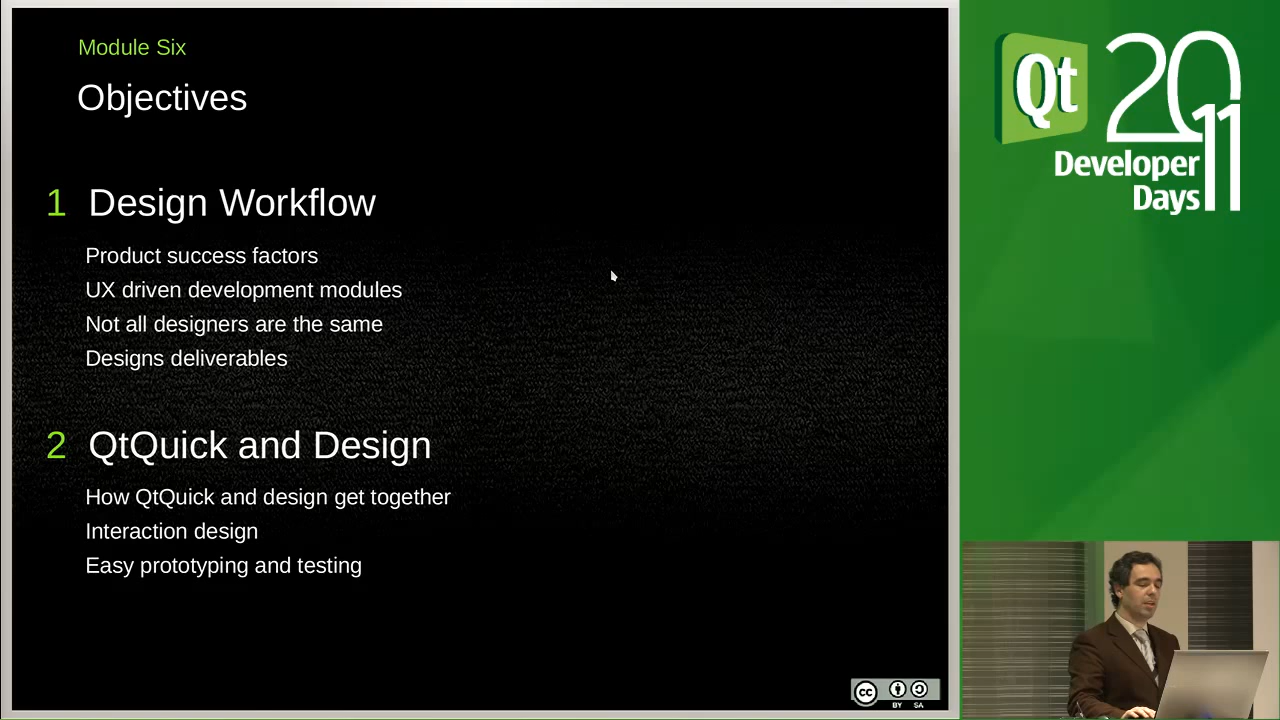 Module Six
Objectives
1 Design Workflow
Product success factors
UX driven development modules
Not all designers are the same
Designs deliverables
2 QtQuick and Design
How QtQuick and design get together
Interaction design
Easy prototyping and testing
cc BY SA
Qt 2011
Developer
Days